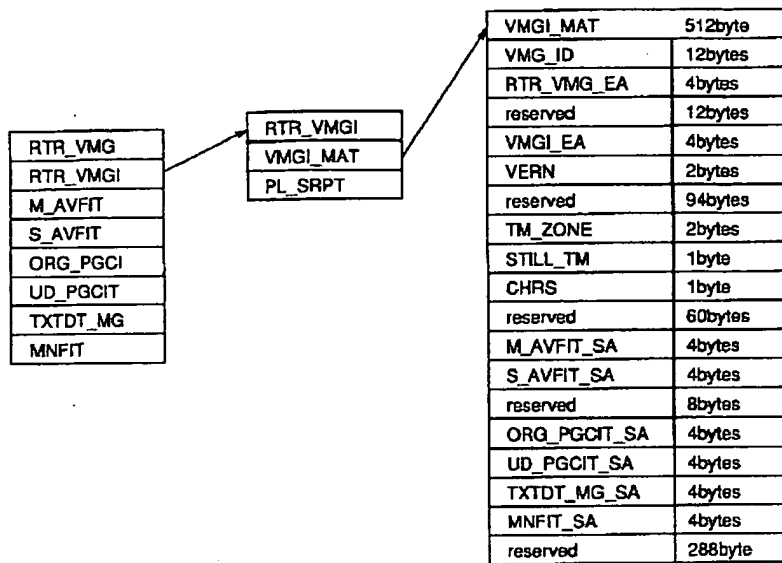 RTR_VMG
RTR_VMGI
M_AVFIT
S_AVFIT
ORG_PGCI
UD_PGCIT
TXTDT_MG
MNFIT
RTR_VMGI
VMGI_MAT
PL_SRPT
VMGI_MAT 512byte
VMG_ID 12bytes
RTR_VMG_EA 4bytes
reserved 12bytes
VMGI_EA 4bytes
VERN 2bytes
reserved 94bytes
TM_ZONE 2bytes
STILL_TM 1byte
CHRS 1byte
reserved 60bytes
M_AVFIT_SA 4bytes
S_AVFIT_SA 4bytes
reserved 8bytes
ORG_PGCIT_SA 4bytes
UD_PGCIT_SA 4bytes
TXTDT_MG_SA 4bytes
MNFIT_SA 4bytes
reserved 288byte